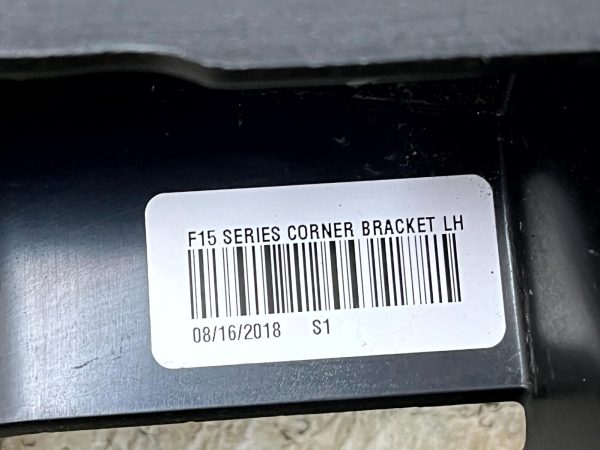 F15 SERIES CORNER BRACKET LH
08/16/2018 S1